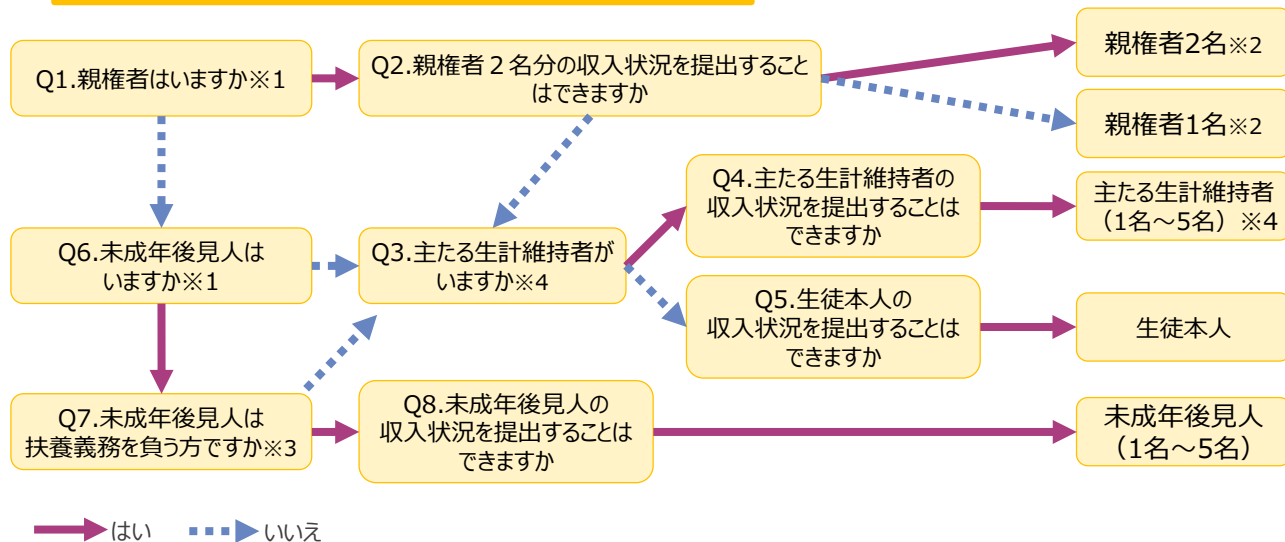 Q1.親権者はいますか※1
Q2.親権者２名分の収入状況を提出すること
はできますか
親権者2名※2
親権者1名※2
Q4.主たる生計維持者の
収入状況を提出することは
できますか
主たる生計維持者
（1名～5名）※4
Q6.未成年後見人は
いますか※1
Q3.主たる生計維持者が
いますか※4
Q5.生徒本人の
収入状況を提出することは
できますか
生徒本人
Q7.未成年後見人は
扶養義務を負う方ですか※3
Q8.未成年後見人の
収入状況を提出することは
できますか
未成年後見人
（1名～5名）
はい
いいえ